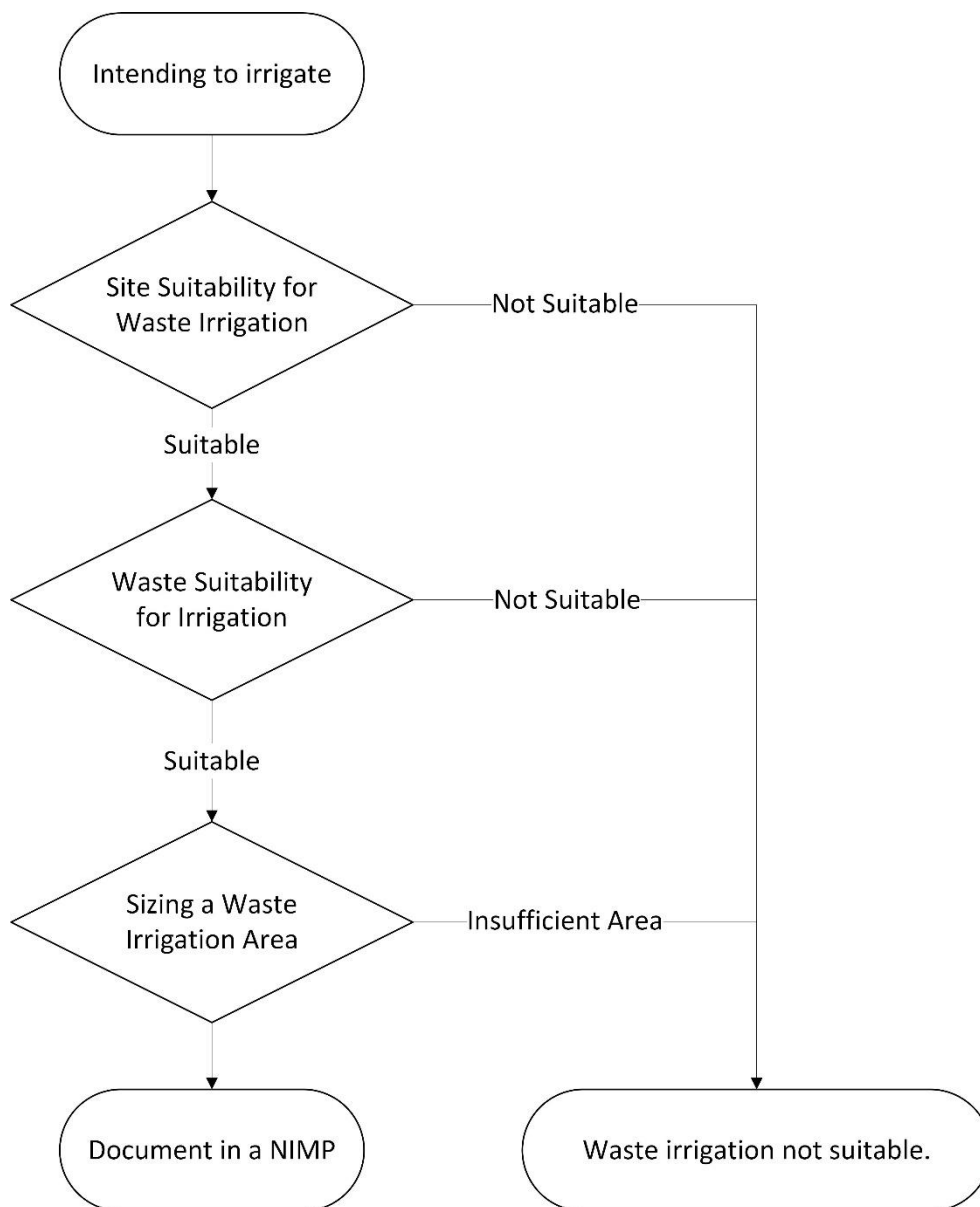 Intending to irrigate
Site Suitability for
Waste Irrigation
Not Suitable
Suitable
Waste Suitability
for Irrigation
Not Suitable
Suitable
Sizing a Waste
Irrigation Area
Insufficient Area
Document in a NIMP
Waste irrigation not suitable.